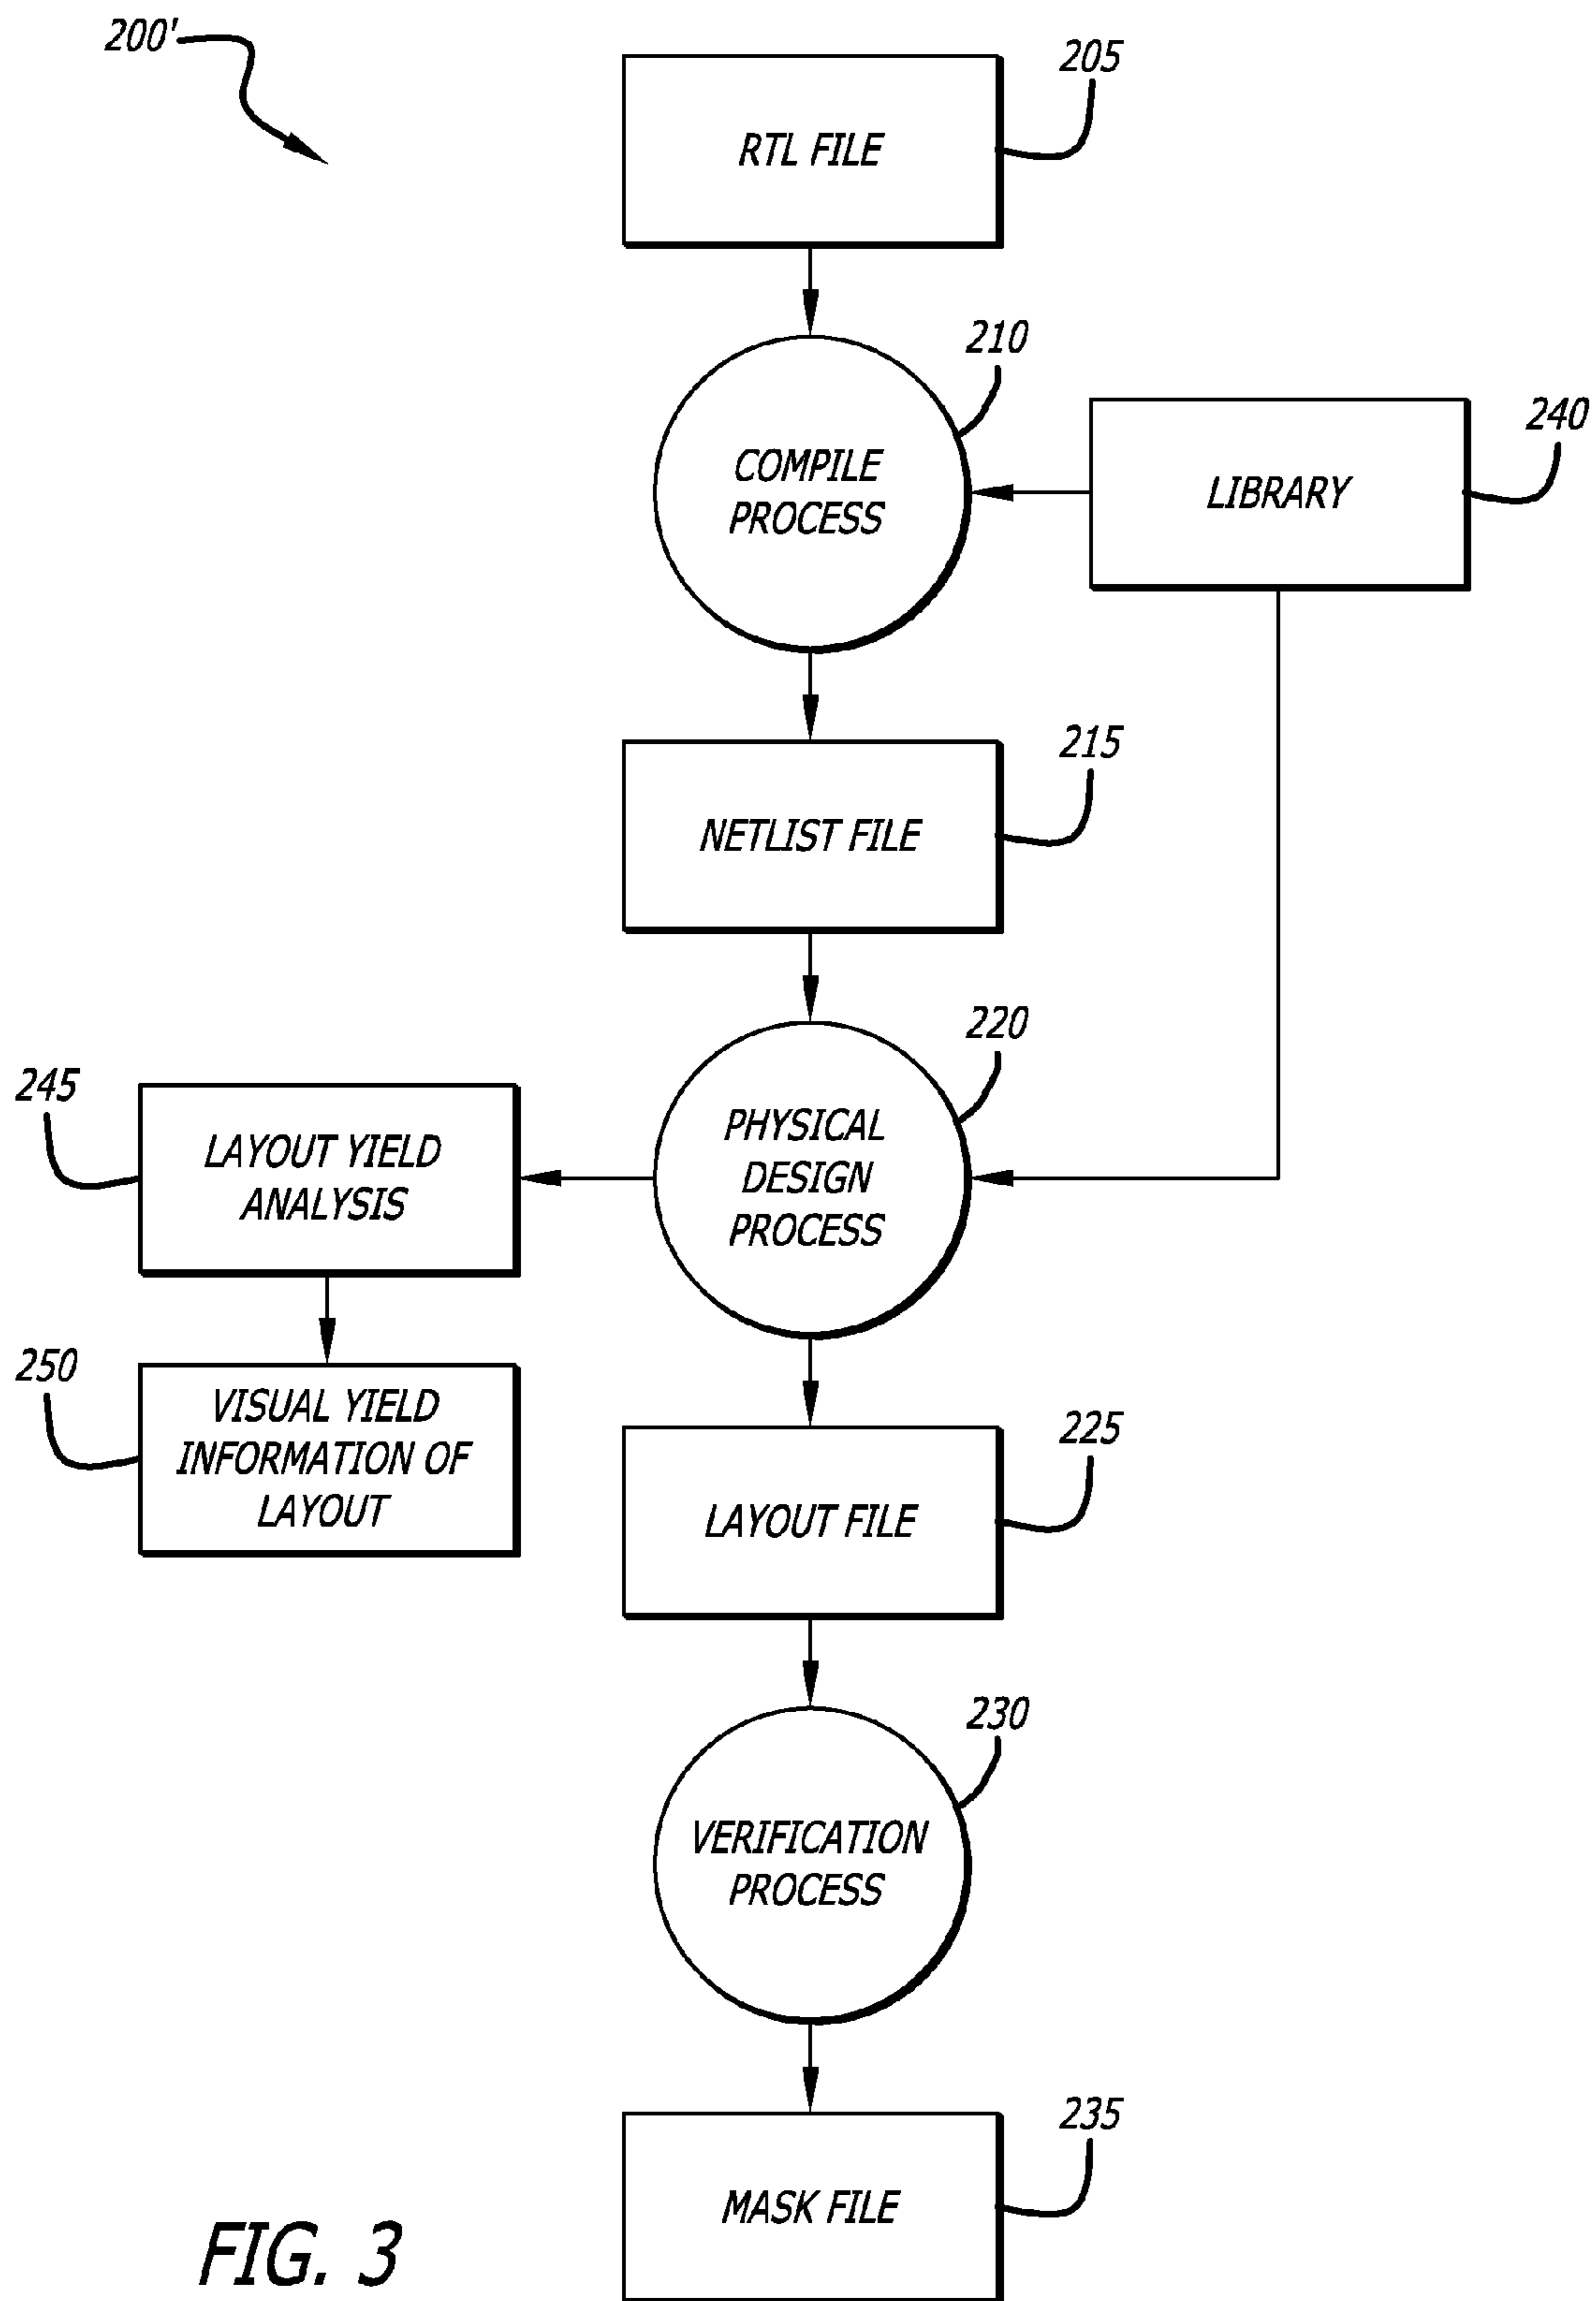 200'
205
RTL FILE
210
COMPILE
PROCESS
240
LIBRARY
215
NETLIST FILE
220
PHYSICAL
DESIGN
PROCESS
245
LAYOUT YIELD
ANALYSIS
250
VISUAL YIELD
INFORMATION OF
LAYOUT
225
LAYOUT FILE
230
VERIFICATION
PROCESS
235
MASK FILE
FIG. 3